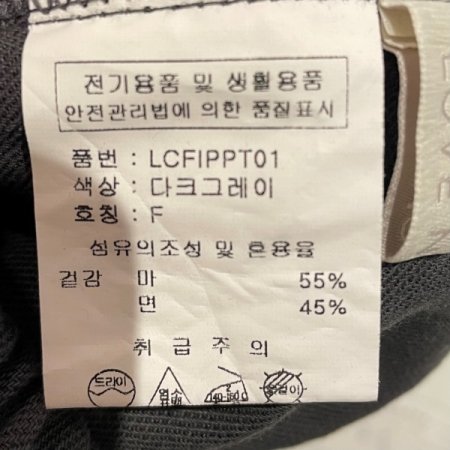 전기용품 및 생활용품
안전관리법에 의한 품질표시
품번 : LCFIPPT01
색상 : 다크그레이
호칭 : F
섬유의조성 및 혼용율
겉감 마 55%
면 45%
취 급 주 의
드라이 염소